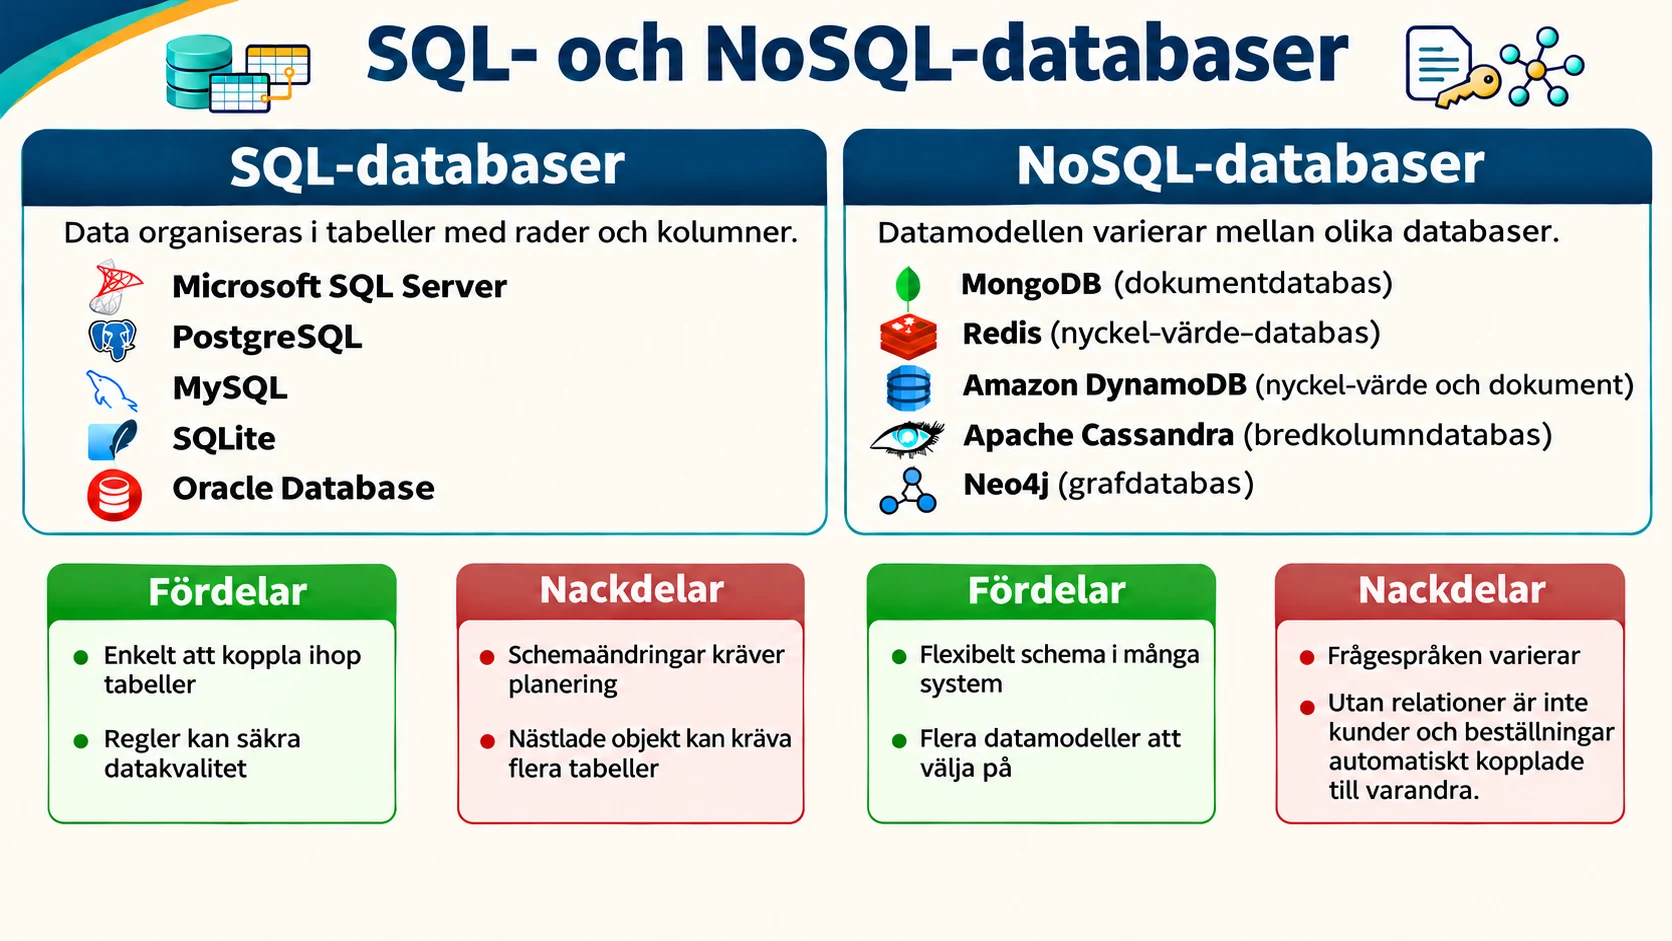 SQL- och NoSQL-databaser
SQL-databaser
Data organiseras i tabeller med rader och kolumner.
Microsoft SQL Server
PostgreSQL
MySQL
SQLite
Oracle Database
NoSQL-databaser
Datamodellen varierar mellan olika databaser.
MongoDB (dokumentdatabas)
Redis (nyckel-värde-databas)
Amazon DynamoDB (nyckel-värde och dokument)
Apache Cassandra (bredkolumndatabas)
Neo4j (grafdatabas)
Fördelar
Enkelt att koppla ihop
tabeller
Regler kan säkra
datakvalitet
Nackdelar
Schemaändringar kräver
planering
Nästlade objekt kan kräva
flera tabeller
Fördelar
Flexibelt schema i många
system
Flera datamodeller att
välja på
Nackdelar
Frågespråken varierar
Utan relationer är inte
kunder och beställningar
automatiskt kopplade
till varandra.